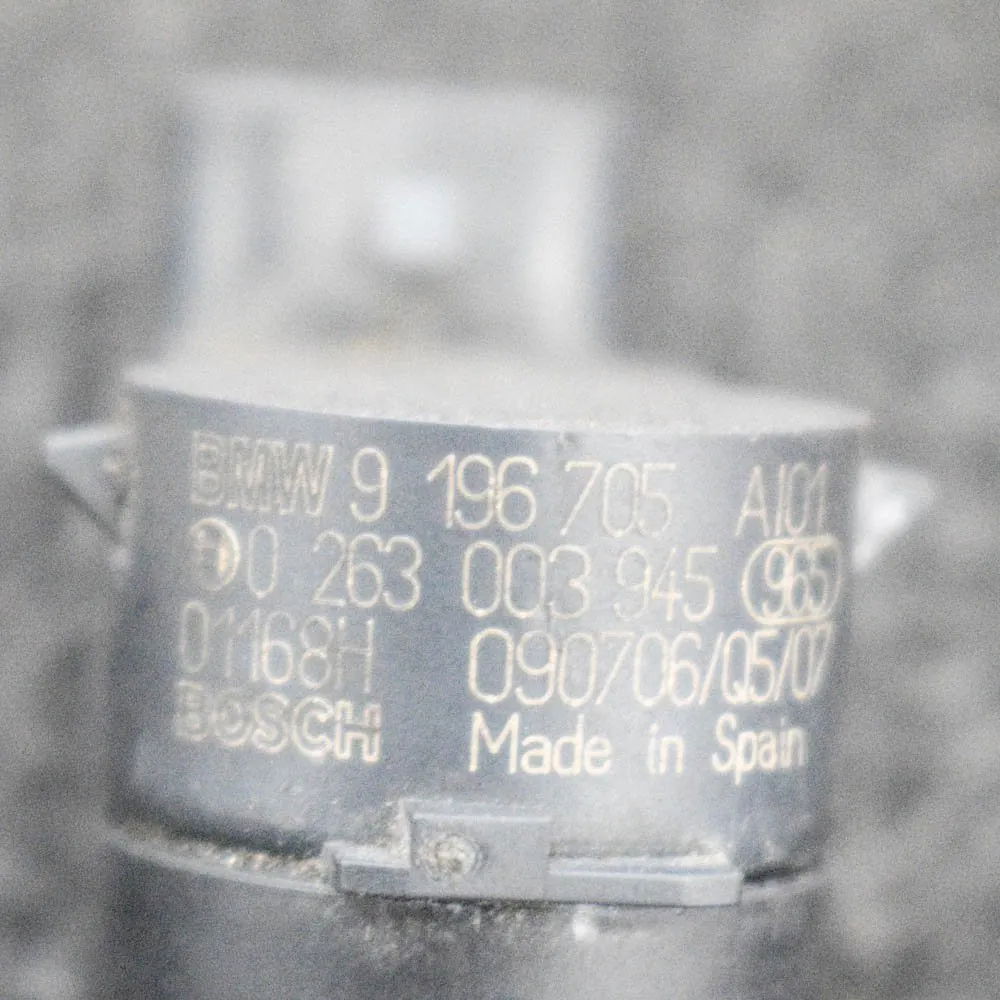 BMW 9 196 705 AI01
0 263 003 945 965
01168H 090706/Q5/07
BOSCH Made in Spain